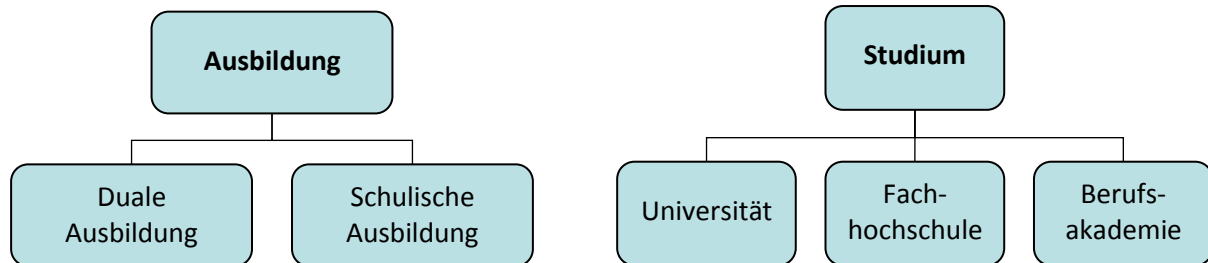 Ausbildung
Duale
Ausbildung
Schulische
Ausbildung
Studium
Universität
Fach-
hochschule
Berufs-
akademie